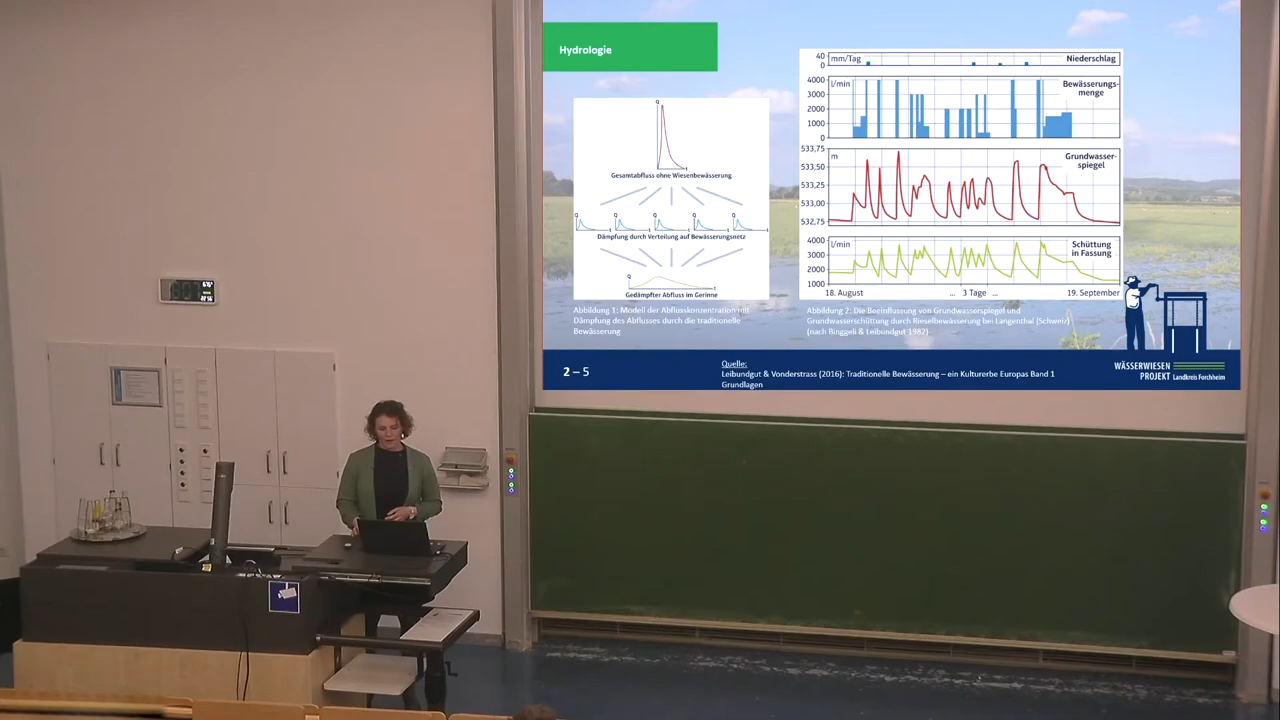 Hydrologie
Q
t
Gesamtabfluss ohne Wiesenbewässerung
Q
Q
Q
Q
Q
Dämpfung durch Verteilung auf Bewässerungsnetz
Q
t
Gedämpfter Abfluss im Gerinne
Abbildung 1: Modell der Abflusskonzentration mit
Dämpfung des Abflusses durch die traditionelle
Bewässerung
40
0
mm/Tag
Niederschlag
4000
3000
2000
1000
0
l/min
Bewässerungs-
menge
533,75
533,50
533,25
533,00
532,75
m
Grundwasser-
spiegel
4000
3000
2000
1000
l/min
Schüttung
in Fassung
18. August ... 3 Tage ... 19. September
Abbildung 2: Die Beeinflussung von Grundwasserspiegel und
Grundwasserschüttung durch Rieselbewässerung bei Langenthal (Schweiz)
(nach Binggeli & Leibundgut 1982)
2 – 5
Quelle:
Leibundgut & Vonderstrass (2016): Traditionelle Bewässerung – ein Kulturerbe Europas Band 1
Grundlagen
WÄSSERWIESEN
PROJEKT Landkreis Forchheim